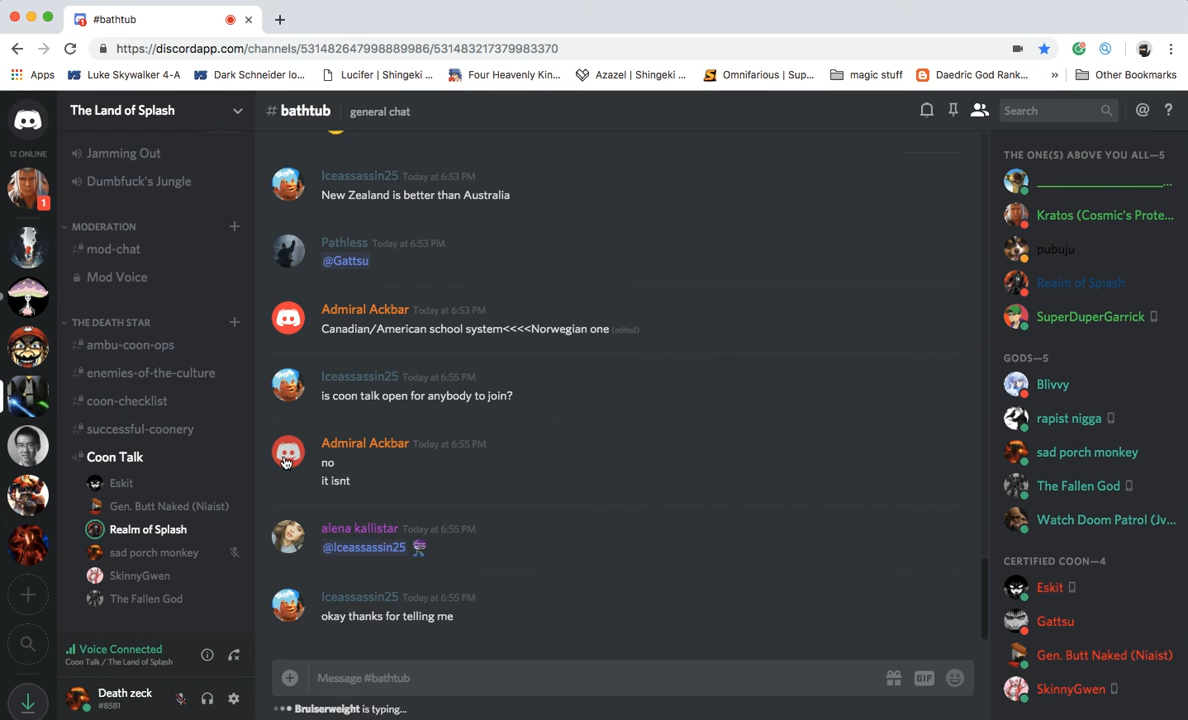 #bathtub
https://discordapp.com/channels/531482647998889986/531483217379983370
Apps
Luke Skywalker 4-A
Dark Schneider lo...
Lucifer | Shingeki ...
Four Heavenly Kin...
Azazel | Shingeki ...
Omnifarious | Sup...
magic stuff
Daedric God Rank...
»
Other Bookmarks
The Land of Splash
# bathtub
general chat
Search
12 ONLINE
1
Jamming Out
Dumbfuck's Jungle
MODERATION
mod-chat
Mod Voice
THE DEATH STAR
ambu-coon-ops
enemies-of-the-culture
coon-checklist
successful-coonery
Coon Talk
Eskit
Gen. Butt Naked (Niaist)
Realm of Splash
sad porch monkey
SkinnyGwen
The Fallen God
Voice Connected
Coon Talk / The Land of Splash
Death zeck
#8581
Iceassassin25 Today at 6:53 PM
New Zealand is better than Australia
Pathless Today at 6:53 PM
@Gattsu
Admiral Ackbar Today at 6:53 PM
Canadian/American school system<<<<Norwegian one (edited)
Iceassassin25 Today at 6:55 PM
is coon talk open for anybody to join?
Admiral Ackbar Today at 6:55 PM
no
it isnt
alena kallistar Today at 6:55 PM
@Iceassassin25
Iceassassin25 Today at 6:55 PM
okay thanks for telling me
Message #bathtub
GIF
Bruiserweight is typing...
THE ONE(S) ABOVE YOU ALL—5
____________________...
Kratos (Cosmic's Prote...
pubuju
Realm of Splash
SuperDuperGarrick
GODS—5
Blivvy
rapist nigga
sad porch monkey
The Fallen God
Watch Doom Patrol (Jv...
CERTIFIED COON—4
Eskit
Gattsu
Gen. Butt Naked (Niaist)
SkinnyGwen